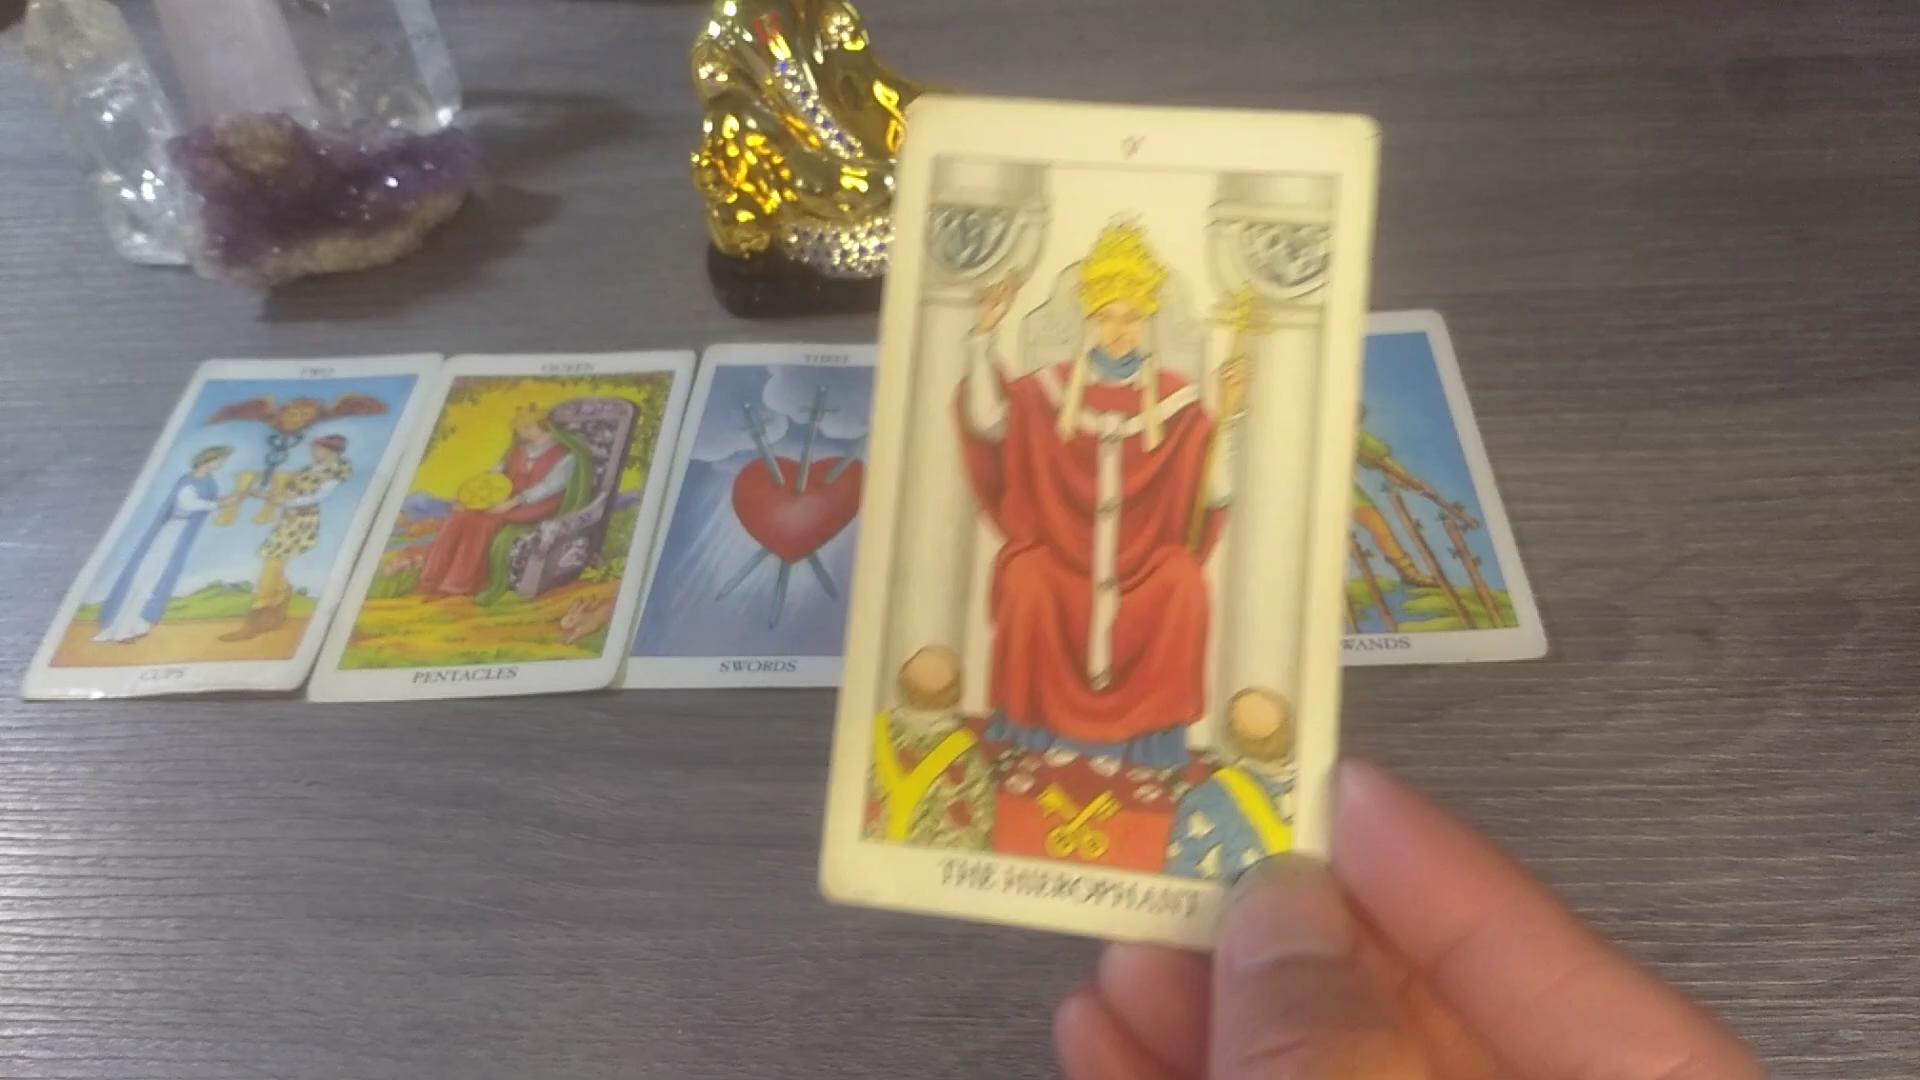 V
THE HIEROPHANT
TWO
CUPS
QUEEN
PENTACLES
THREE
SWORDS
WANDS